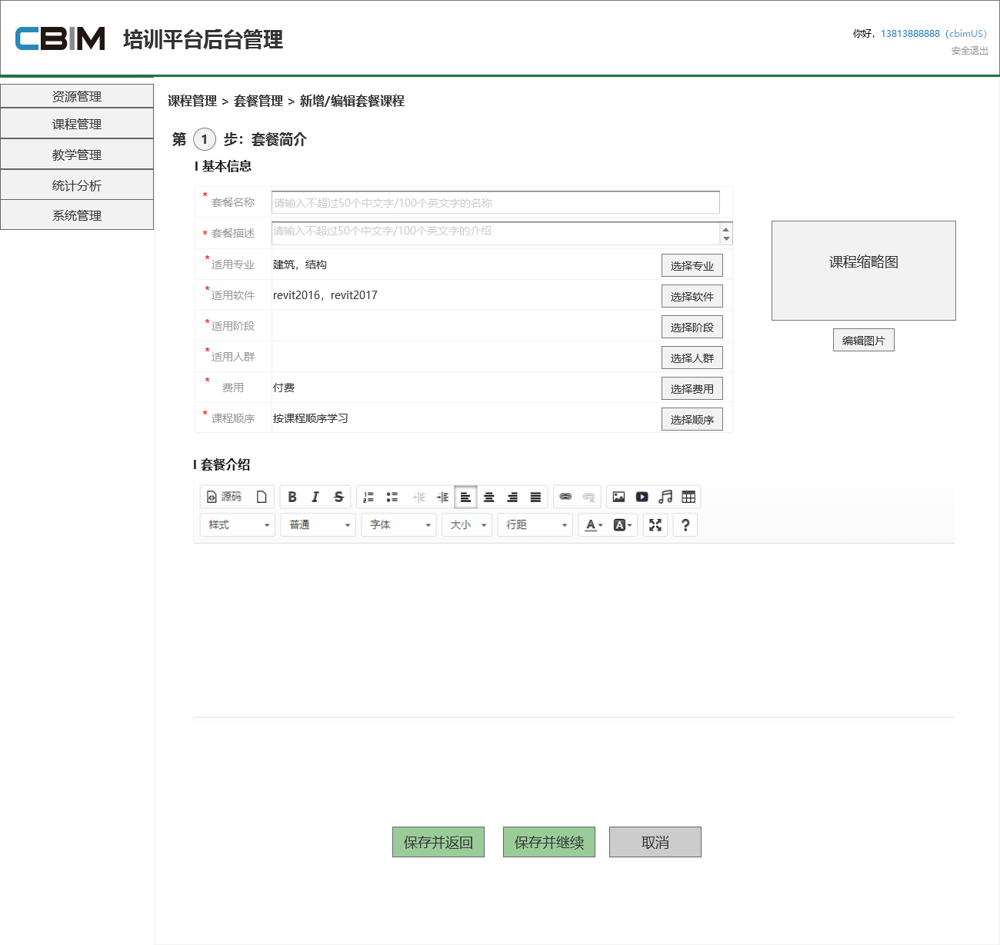 CBIM 培训平台后台管理
你好，13813888888（cbimUS）
安全退出
资源管理
课程管理
教学管理
统计分析
系统管理
课程管理 > 套餐管理 > 新增/编辑套餐课程
第 1 步：套餐简介
I 基本信息
* 套餐名称 请输入不超过50个中文字/100个英文字的名称
* 套餐描述 请输入不超过50个中文字/100个英文字的介绍
* 适用专业 建筑，结构 选择专业
* 适用软件 revit2016，revit2017 选择软件
* 适用阶段 选择阶段
* 适用人群 选择人群
* 费用 付费 选择费用
* 课程顺序 按课程顺序学习 选择顺序
课程缩略图
编辑图片
I 套餐介绍
源码 B I S
样式 普通 字体 大小 行距 A A ?
保存并返回 保存并继续 取消